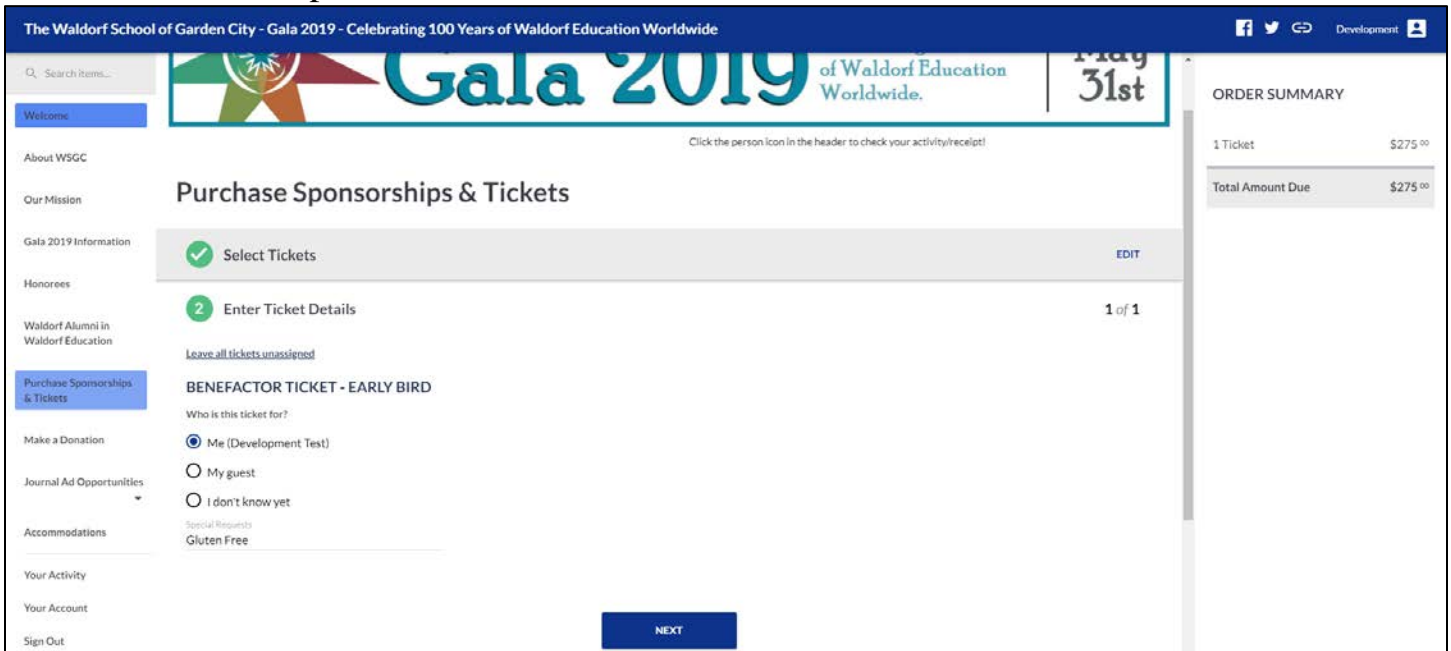 The Waldorf School of Garden City - Gala 2019 - Celebrating 100 Years of Waldorf Education Worldwide
Development
Search items...
Welcome
About WSGC
Our Mission
Gala 2019 Information
Honorees
Waldorf Alumni in
Waldorf Education
Purchase Sponsorships
& Tickets
Make a Donation
Journal Ad Opportunities
Accommodations
Your Activity
Your Account
Sign Out
Gala 2019
of Waldorf Education
Worldwide.
May
31st
Click the person icon in the header to check your activity/receipt!
Purchase Sponsorships & Tickets
Select Tickets
EDIT
2 Enter Ticket Details
1 of 1
Leave all tickets unassigned
BENEFACTOR TICKET - EARLY BIRD
Who is this ticket for?
Me (Development Test)
My guest
I don't know yet
Special Requests
Gluten Free
NEXT
ORDER SUMMARY
1 Ticket $275 00
Total Amount Due $275 00